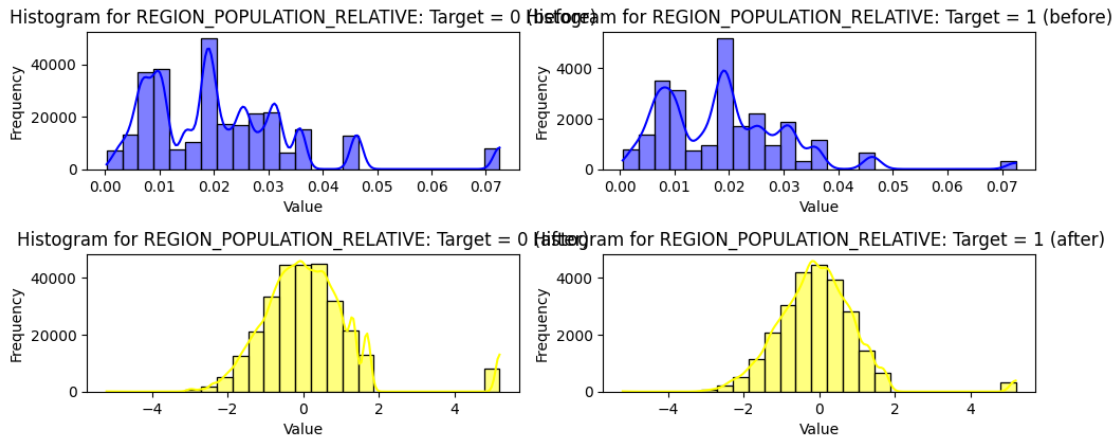 Histogram for REGION_POPULATION_RELATIVE: Target = 0 (before)
Histogram for REGION_POPULATION_RELATIVE: Target = 1 (before)
Frequency
40000
20000
0
0.00 0.01 0.02 0.03 0.04 0.05 0.06 0.07
Value
Frequency
4000
2000
0
0.00 0.01 0.02 0.03 0.04 0.05 0.06 0.07
Value
Histogram for REGION_POPULATION_RELATIVE: Target = 0 (after)
Histogram for REGION_POPULATION_RELATIVE: Target = 1 (after)
Frequency
40000
20000
0
−4 −2 0 2 4
Value
Frequency
4000
2000
0
−4 −2 0 2 4
Value